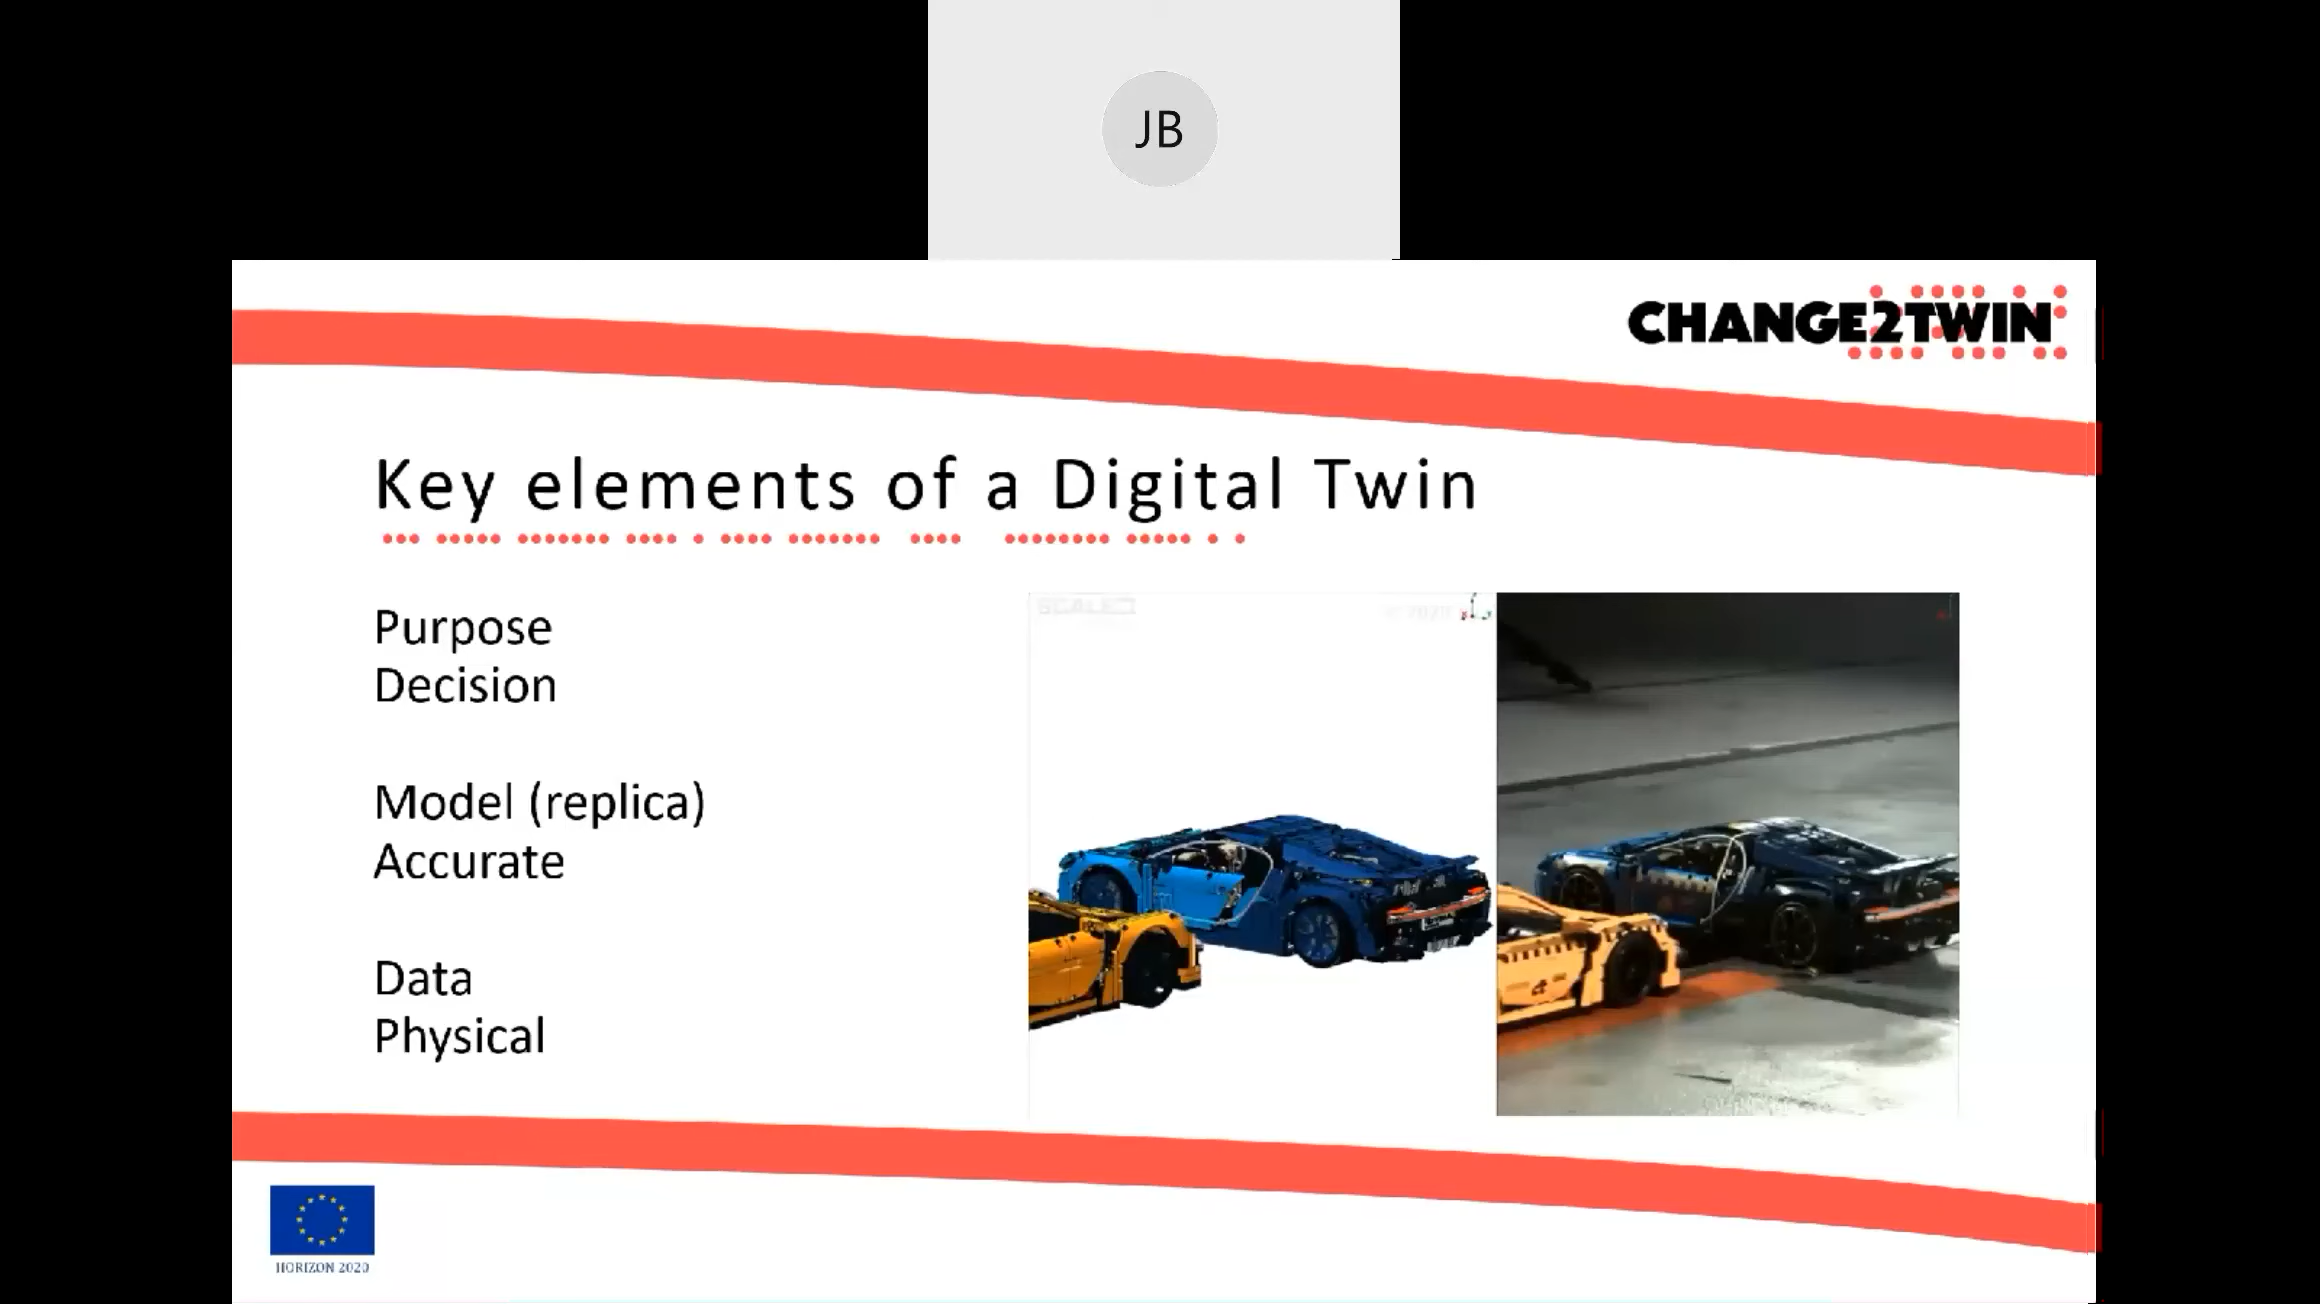 JB
CHANGE2TWIN
Key elements of a Digital Twin
Purpose
Decision
Model (replica)
Accurate
Data
Physical
HORIZON 2020